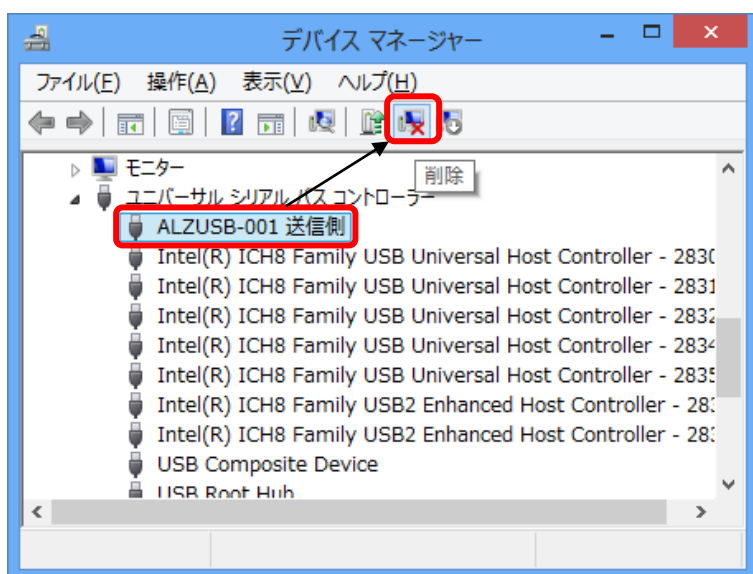 デバイス マネージャー
ファイル(F) 操作(A) 表示(V) ヘルプ(H)
削除
モニター
ユニバーサル シリアル バス コントローラー
ALZUSB-001 送信側
Intel(R) ICH8 Family USB Universal Host Controller - 2830
Intel(R) ICH8 Family USB Universal Host Controller - 2831
Intel(R) ICH8 Family USB Universal Host Controller - 2832
Intel(R) ICH8 Family USB Universal Host Controller - 2834
Intel(R) ICH8 Family USB Universal Host Controller - 2835
Intel(R) ICH8 Family USB2 Enhanced Host Controller - 283
Intel(R) ICH8 Family USB2 Enhanced Host Controller - 283
USB Composite Device
USB Root Hub